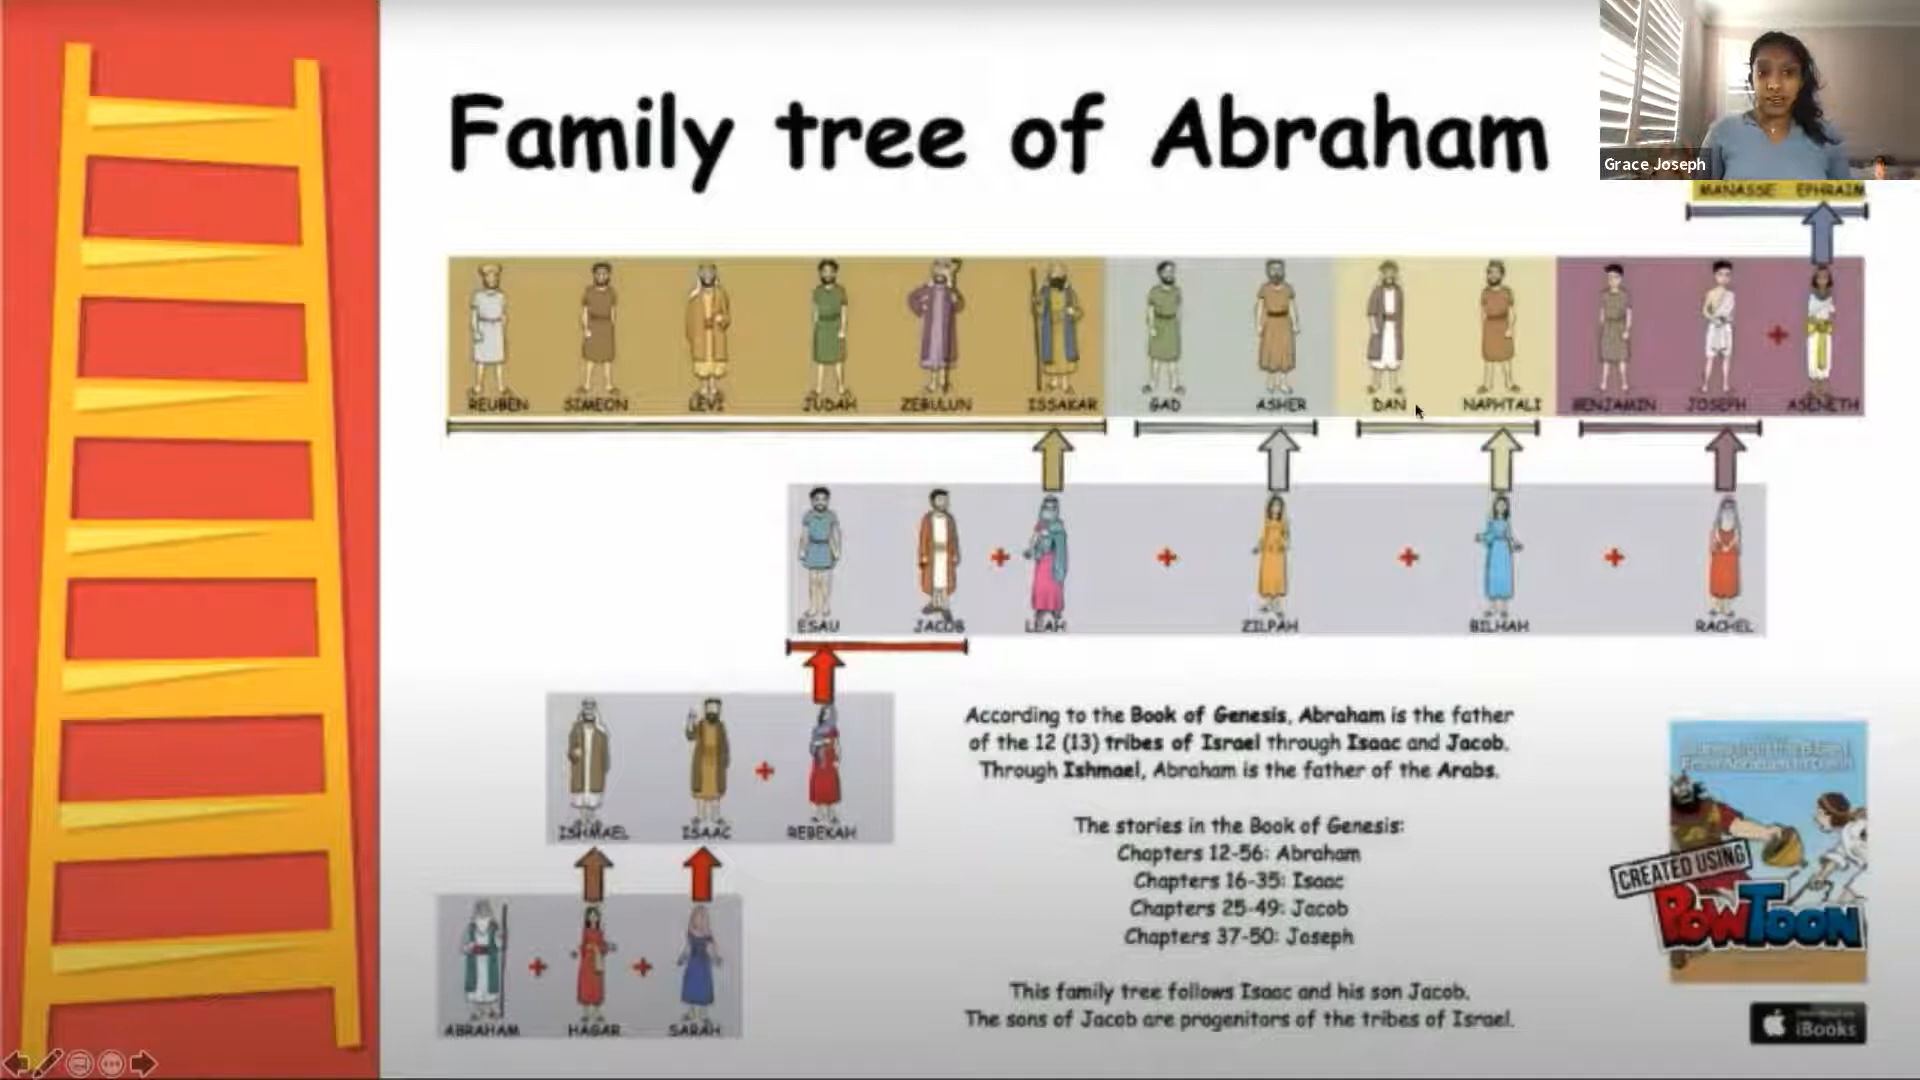 Family tree of Abraham
Grace Joseph
MANASSE EPHRAIM
REUBEN SIMEON LEVI JUDAH ZEBULUN ISSAKAR GAD ASHER DAN NAPHTALI BENJAMIN JOSEPH + ASENETH
ESAU JACOB + LEAH + ZILPAH + BILHAH + RACHEL
ISHMAEL ISAAC + REBEKAH
ABRAHAM + HAGAR + SARAH
According to the Book of Genesis, Abraham is the father
of the 12 (13) tribes of Israel through Isaac and Jacob.
Through Ishmael, Abraham is the father of the Arabs.
The stories in the Book of Genesis:
Chapters 12-56: Abraham
Chapters 16-35: Isaac
Chapters 25-49: Jacob
Chapters 37-50: Joseph
This family tree follows Isaac and his son Jacob.
The sons of Jacob are progenitors of the tribes of Israel.
CREATED USING
POWTOON
iBooks